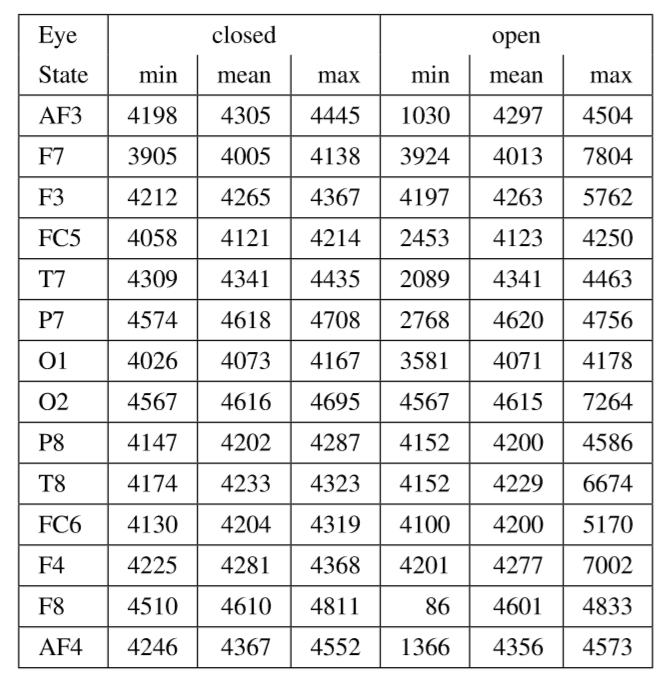 Eye closed open
State min mean max min mean max
AF3 4198 4305 4445 1030 4297 4504
F7 3905 4005 4138 3924 4013 7804
F3 4212 4265 4367 4197 4263 5762
FC5 4058 4121 4214 2453 4123 4250
T7 4309 4341 4435 2089 4341 4463
P7 4574 4618 4708 2768 4620 4756
O1 4026 4073 4167 3581 4071 4178
O2 4567 4616 4695 4567 4615 7264
P8 4147 4202 4287 4152 4200 4586
T8 4174 4233 4323 4152 4229 6674
FC6 4130 4204 4319 4100 4200 5170
F4 4225 4281 4368 4201 4277 7002
F8 4510 4610 4811 86 4601 4833
AF4 4246 4367 4552 1366 4356 4573